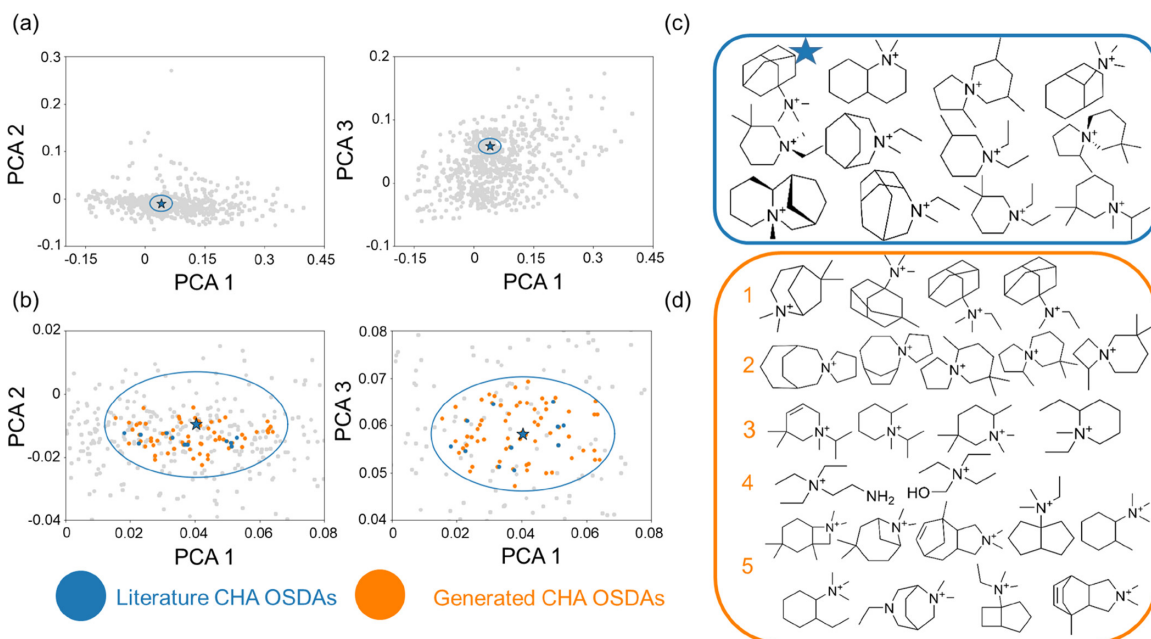 (a)
0.3
0.2
0.1
0
-0.1
PCA 2
-0.15
0
0.15
0.30
0.45
PCA 1
0.2
0.1
0
-0.1
PCA 3
-0.15
0
0.15
0.30
0.45
PCA 1
(b)
0.02
0
-0.02
-0.04
PCA 2
0
0.02
0.04
0.06
0.08
PCA 1
0.08
0.07
0.06
0.05
0.04
PCA 3
0
0.02
0.04
0.06
0.08
PCA 1
Literature CHA OSDAs
Generated CHA OSDAs
(c)
N+
N+
N+
N+
N+
N+
N+
N+
N+
N+
N+
N+
(d)
1
N+
N+
N+
N+
2
N+
N+
N+
N+
N+
3
N+
N+
N+
N+
4
N+
NH2
N+
HO
5
N+
N+
N+
N+
N+
N+
N
N+
N+
N+